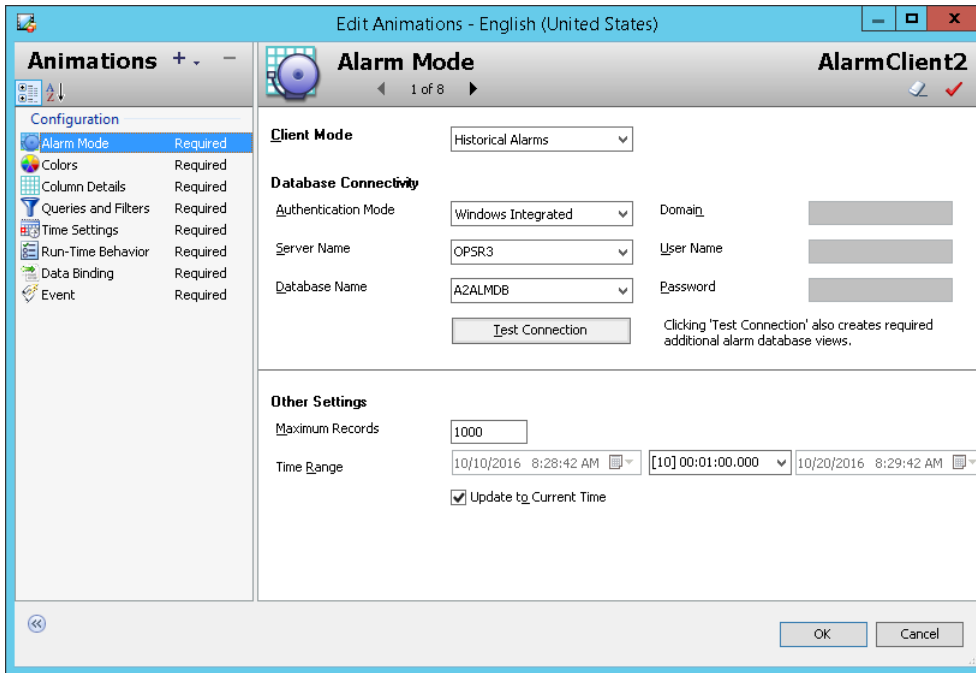 Edit Animations - English (United States)
Animations
Configuration
Alarm Mode Required
Colors Required
Column Details Required
Queries and Filters Required
Time Settings Required
Run-Time Behavior Required
Data Binding Required
Event Required
Alarm Mode AlarmClient2
1 of 8
Client Mode Historical Alarms
Database Connectivity
Authentication Mode Windows Integrated Domain
Server Name OPSR3 User Name
Database Name A2ALMDB Password
Test Connection
Clicking 'Test Connection' also creates required
additional alarm database views.
Other Settings
Maximum Records 1000
Time Range 10/10/2016 8:28:42 AM [10] 00:01:00.000 10/20/2016 8:29:42 AM
Update to Current Time
OK Cancel